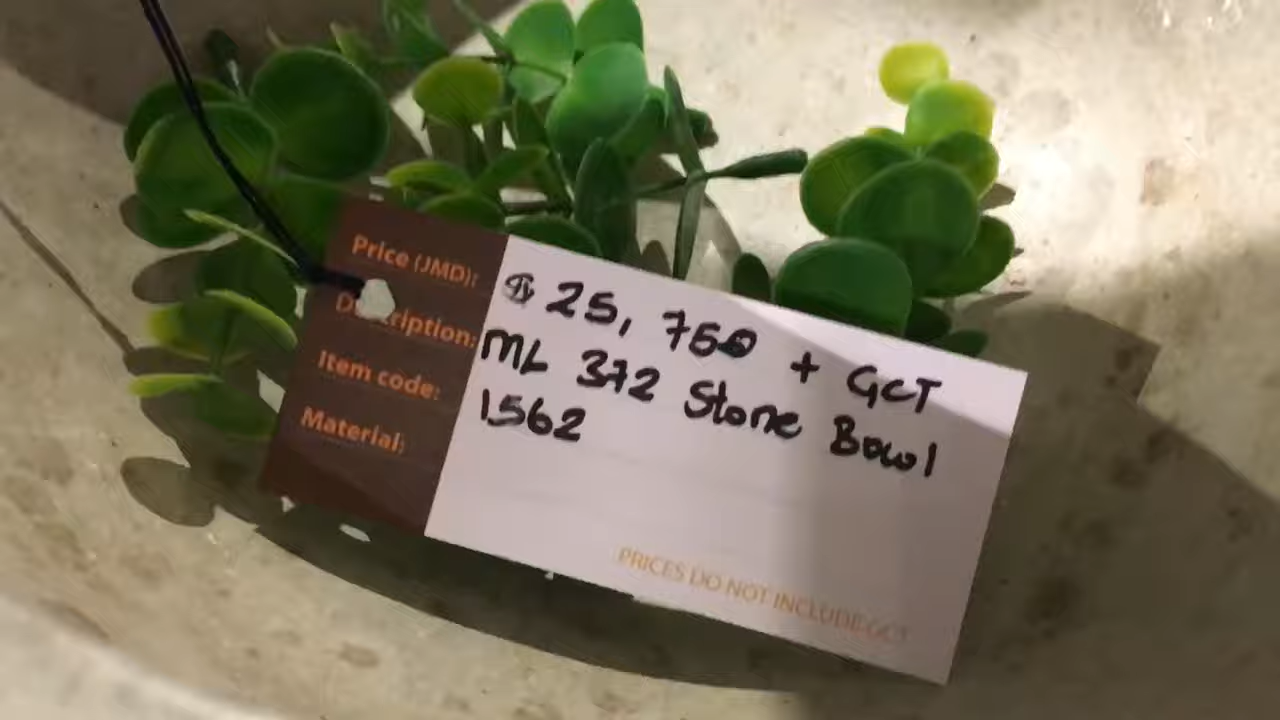 Price (JMD): $ 25, 750 + GCT
Description: ML 372 Stone Bowl
Item code: 1562
Material:
PRICES DO NOT INCLUDE GCT